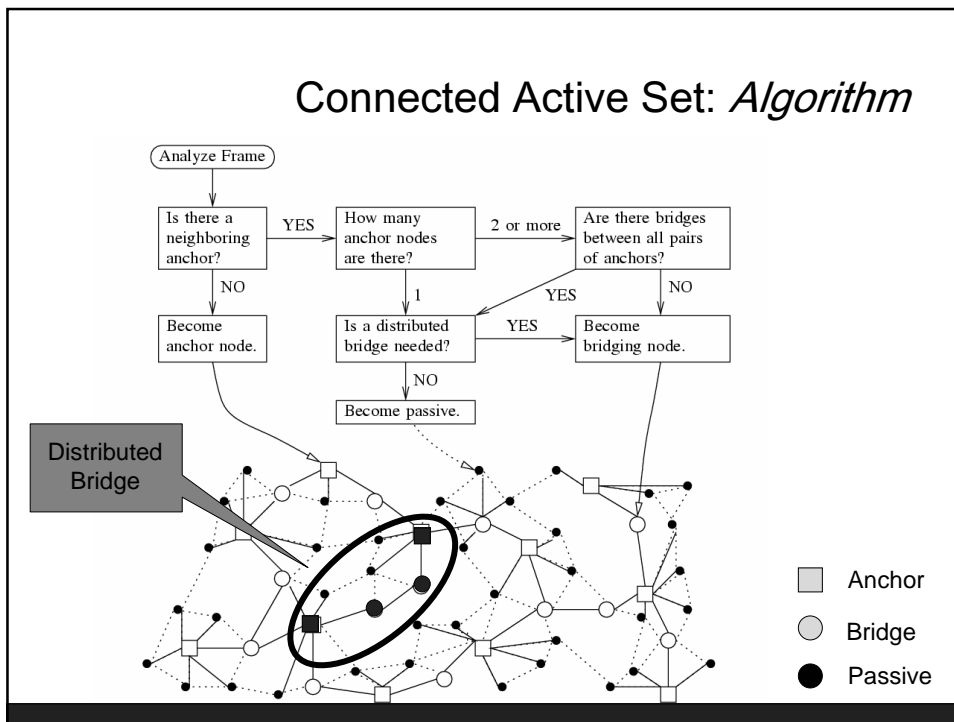 Connected Active Set: Algorithm
Analyze Frame
Is there a
neighboring
anchor?
YES
How many
anchor nodes
are there?
2 or more
Are there bridges
between all pairs
of anchors?
NO
1
YES
NO
Become
anchor node.
Is a distributed
bridge needed?
YES
Become
bridging node.
NO
Become passive.
Distributed
Bridge
Anchor
Bridge
Passive